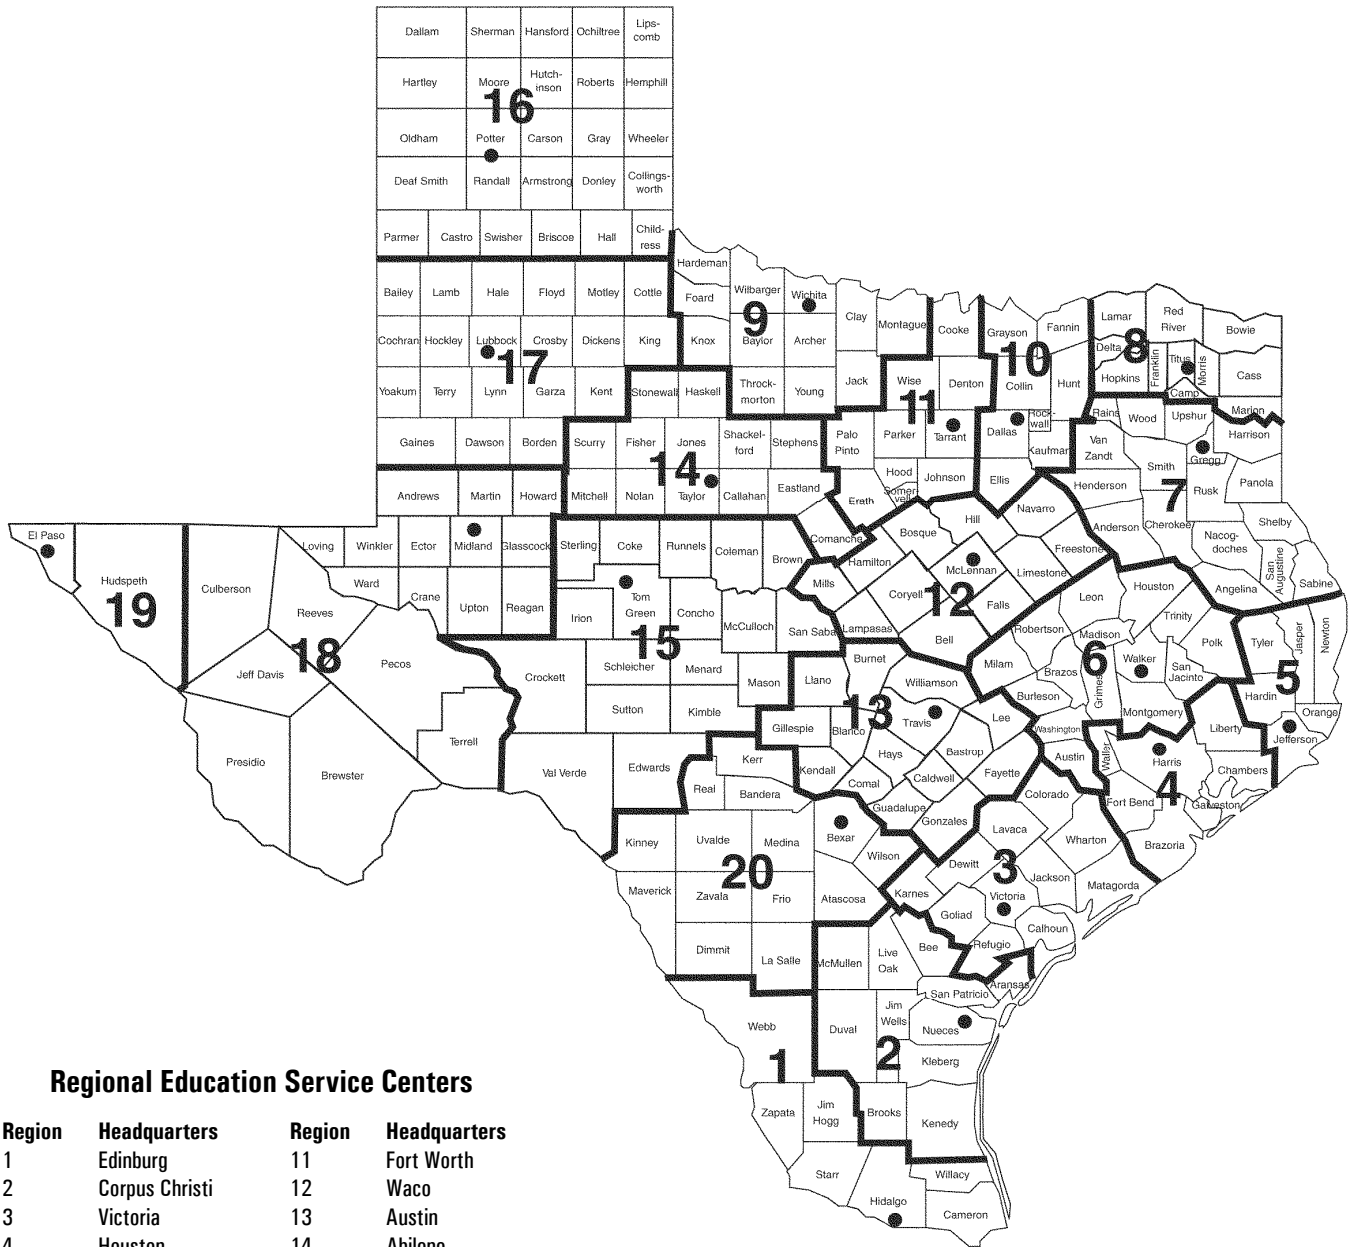 Dallam Sherman Hansford Ochiltree Lips-
comb
Hartley Moore Hutch-
inson Roberts Hemphill
16
Oldham Potter Carson Gray Wheeler
Deaf Smith Randall Armstrong Donley Collings-
worth
Parmer Castro Swisher Briscoe Hall Child-
ress
Hardeman
Bailey Lamb Hale Floyd Motley Cottle Foard Wilbarger Wichita
9
Clay Montague Cooke Grayson Fannin Lamar Red
River Bowie
Cochran Hockley Lubbock Crosby Dickens King Knox Baylor Archer
17
10
8
Delta Hopkins Franklin Titus Morris Camp Cass
Yoakum Terry Lynn Garza Kent Stonewall Haskell Throck-
morton Young Jack Wise Denton Collin Hunt
11
Rock-
wall Rains Wood Upshur Marion
Gaines Dawson Borden Scurry Fisher Jones Shackel-
ford Stephens Palo
Pinto Parker Tarrant Dallas Kaufman Van
Zandt Smith Gregg Harrison
14
7
Andrews Martin Howard Mitchell Nolan Taylor Callahan Eastland Erath Hood Somer-
vell Johnson Ellis Henderson Rusk Panola
El Paso Loving Winkler Ector Midland Glasscock Sterling Coke Runnels Coleman Brown Comanche Bosque Hill Navarro Anderson Cherokee Nacog-
doches Shelby
Hudspeth Culberson Reeves Ward Crane Upton Reagan Irion Tom
Green Concho McCulloch Mills Hamilton Coryell McLennan Limestone Freestone Leon Houston Angelina San
Augustine Sabine
19
18
15
12
Jeff Davis Pecos Crockett Schleicher Menard San Saba Lampasas Bell Falls Robertson Madison Trinity Polk Tyler Jasper Newton
6
5
Presidio Brewster Terrell Sutton Kimble Mason Llano Burnet Williamson Milam Brazos Grimes Walker San
Jacinto Hardin Orange
13
Val Verde Edwards Kerr Gillespie Blanco Travis Lee Burleson Washington Montgomery Liberty Jefferson
Real Bandera Kendall Hays Comal Caldwell Bastrop Fayette Austin Waller Harris Chambers
4
Kinney Uvalde Medina Bexar Guadalupe Gonzales Lavaca Colorado Fort Bend Galveston
20
3
Wilson Dewitt Wharton Brazoria
Maverick Zavala Frio Atascosa Karnes Victoria Jackson Matagorda
Goliad Calhoun
Dimmit La Salle McMullen Live
Oak Bee Refugio
Aransas
San Patricio
Webb Duval Jim
Wells Nueces
1
2
Kleberg
Zapata Jim
Hogg Brooks Kenedy
Starr Hidalgo Willacy
Cameron
Regional Education Service Centers
Region Headquarters Region Headquarters
1 Edinburg 11 Fort Worth
2 Corpus Christi 12 Waco
3 Victoria 13 Austin
4 Houston 14 Abilene